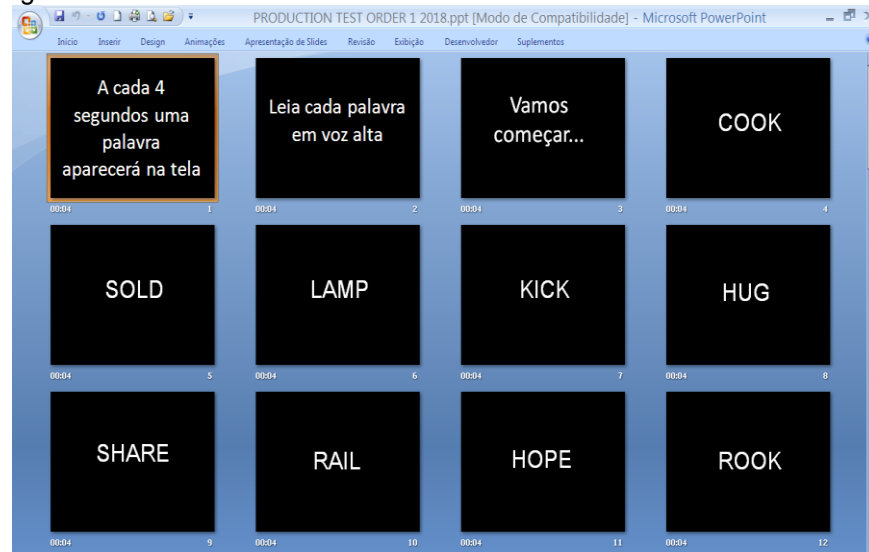 PRODUCTION TEST ORDER 1 2018.ppt [Modo de Compatibilidade] - Microsoft PowerPoint
Início Inserir Design Animações Apresentação de Slides Revisão Exibição Desenvolvedor Suplementos
A cada 4
segundos uma
palavra
aparecerá na tela
00:04 1
Leia cada palavra
em voz alta
00:04 2
Vamos
começar...
00:04 3
COOK
00:04 4
SOLD
00:04 5
LAMP
00:04 6
KICK
00:04 7
HUG
00:04 8
SHARE
00:04 9
RAIL
00:04 10
HOPE
00:04 11
ROOK
00:04 12